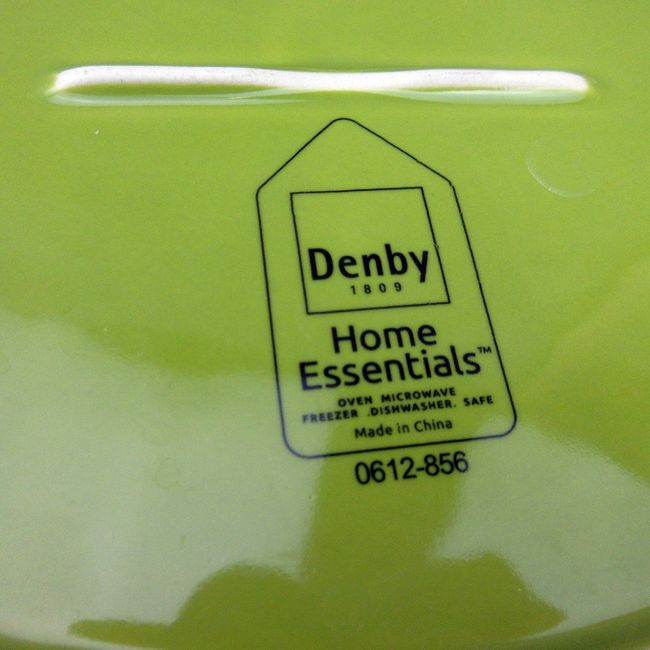 Denby
1809
Home
Essentials™
OVEN MICROWAVE
FREEZER .DISHWASHER. SAFE
Made in China
0612-856